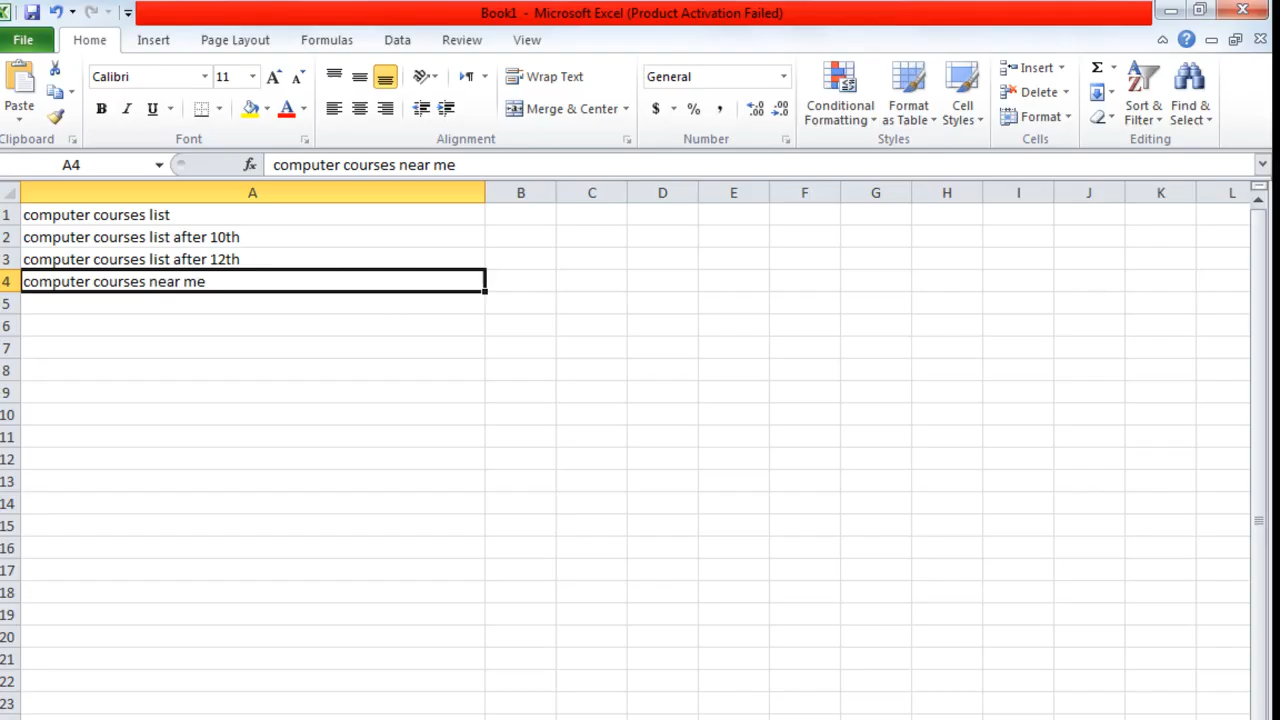 Book1 - Microsoft Excel (Product Activation Failed)
File Home Insert Page Layout Formulas Data Review View
Calibri 11 Wrap Text General Insert
Paste Merge & Center $ % , Conditional Formatting Format as Table Cell Styles Delete Sort & Filter Find & Select
Format
Clipboard Font Alignment Number Styles Cells Editing
A4 fx computer courses near me
A B C D E F G H I J K L
1 computer courses list
2 computer courses list after 10th
3 computer courses list after 12th
4 computer courses near me
5
6
7
8
9
10
11
12
13
14
15
16
17
18
19
20
21
22
23